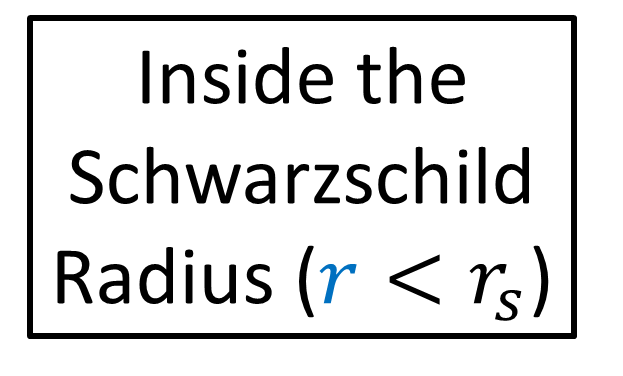 Inside the
Schwarzschild
Radius (𝑟 < 𝑟ₛ)